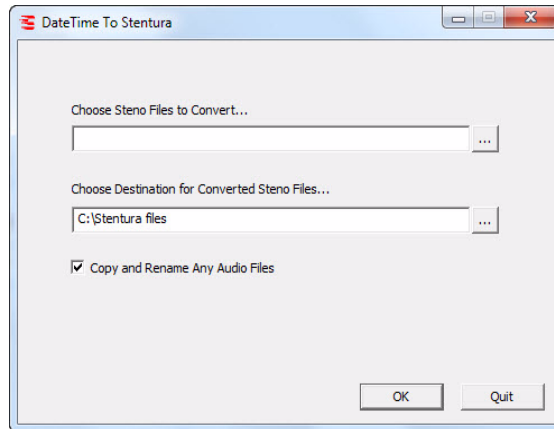 DateTime To Stentura
Choose Steno Files to Convert...
...
Choose Destination for Converted Steno Files...
C:\Stentura files
...
Copy and Rename Any Audio Files
OK
Quit